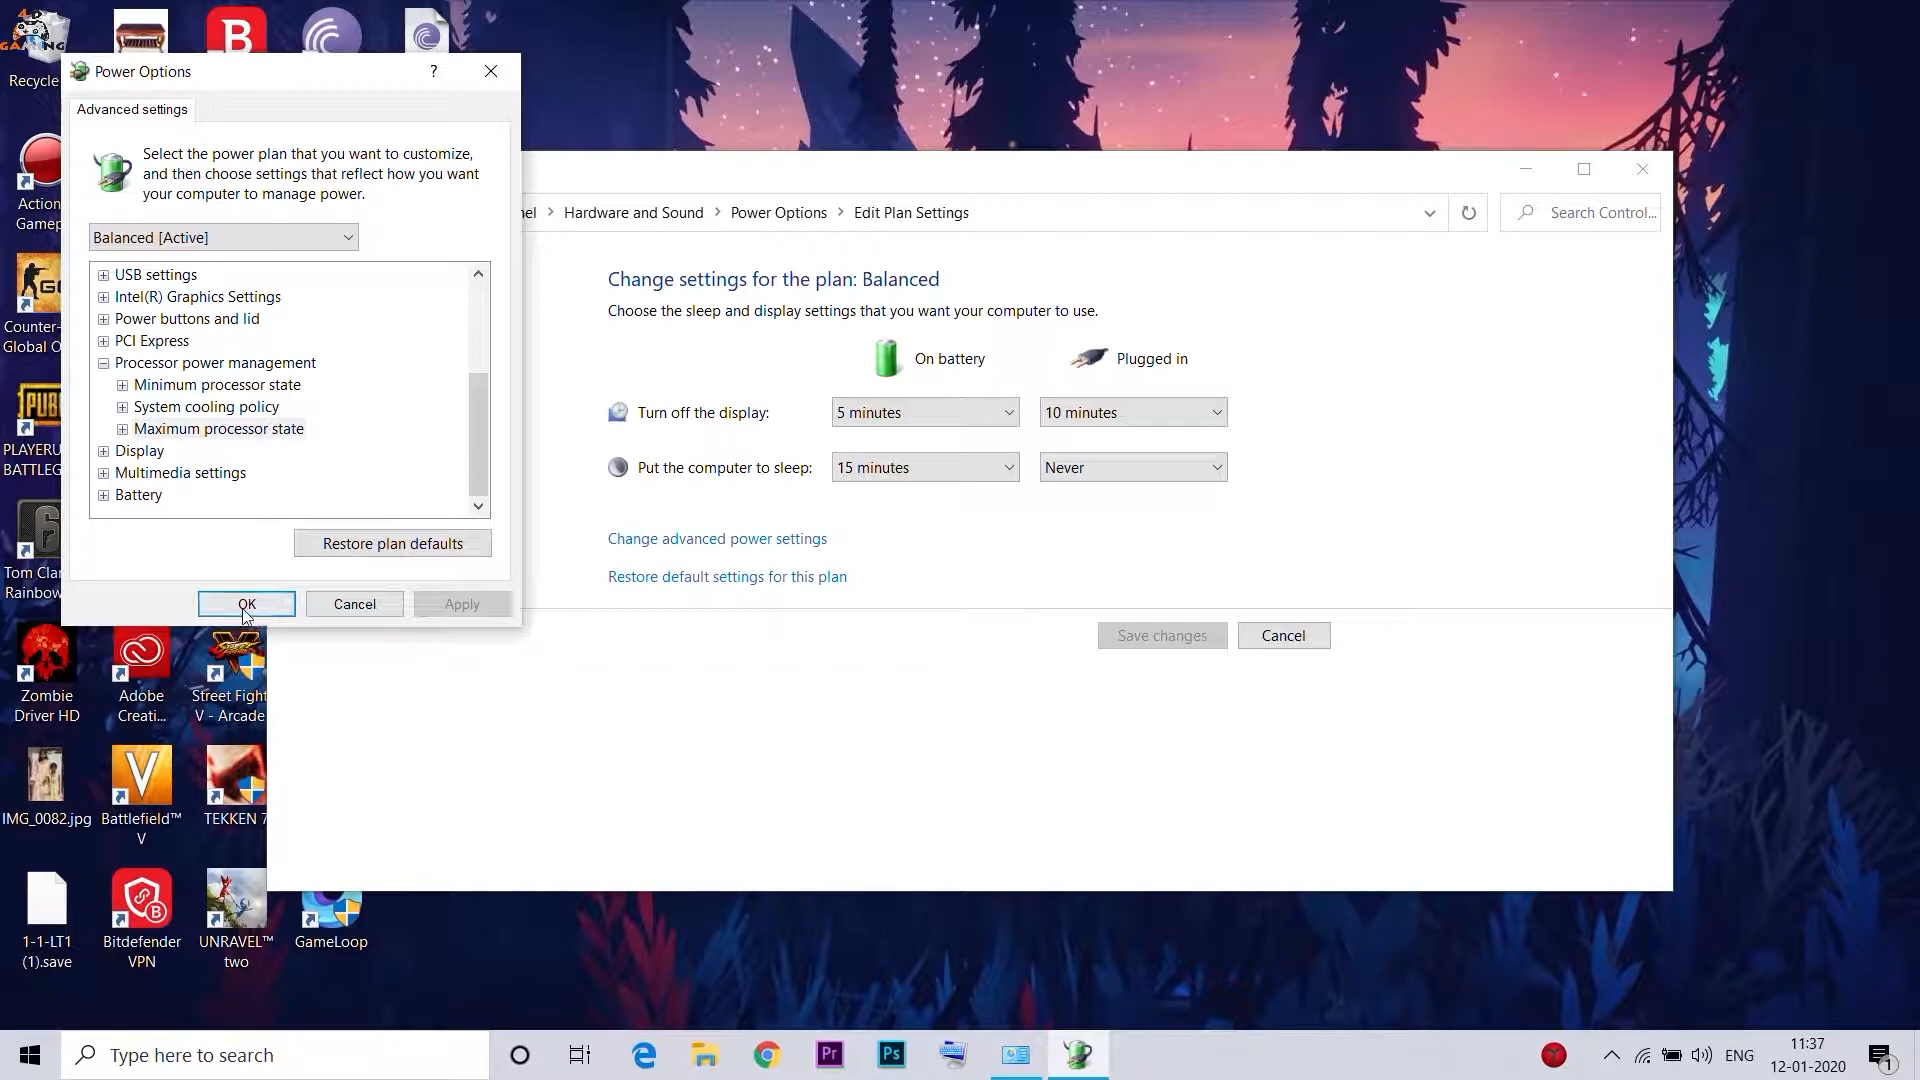 4-D
GAMING
Recycle
Power Options
?
Advanced settings
Select the power plan that you want to customize,
and then choose settings that reflect how you want
your computer to manage power.
Balanced [Active]
USB settings
Intel(R) Graphics Settings
Power buttons and lid
PCI Express
Processor power management
Minimum processor state
System cooling policy
Maximum processor state
Display
Multimedia settings
Battery
Restore plan defaults
OK
Cancel
Apply
nel > Hardware and Sound > Power Options > Edit Plan Settings
Search Control...
Change settings for the plan: Balanced
Choose the sleep and display settings that you want your computer to use.
On battery
Plugged in
Turn off the display:
5 minutes
10 minutes
Put the computer to sleep:
15 minutes
Never
Change advanced power settings
Restore default settings for this plan
Save changes
Cancel
B
Action
Gamep
GO
Counter-
Global O
PUB
PLAYERU
BATTLEG
6
Tom Clan
Rainbow
Zombie
Driver HD
Adobe
Creati...
Street Fight
V - Arcade
IMG_0082.jpg
V
Battlefield™
V
TEKKEN 7
1-1-LT1
(1).save
B
Bitdefender
VPN
UNRAVEL™
two
GameLoop
Type here to search
Pr
Ps
ENG
11:37
12-01-2020
1